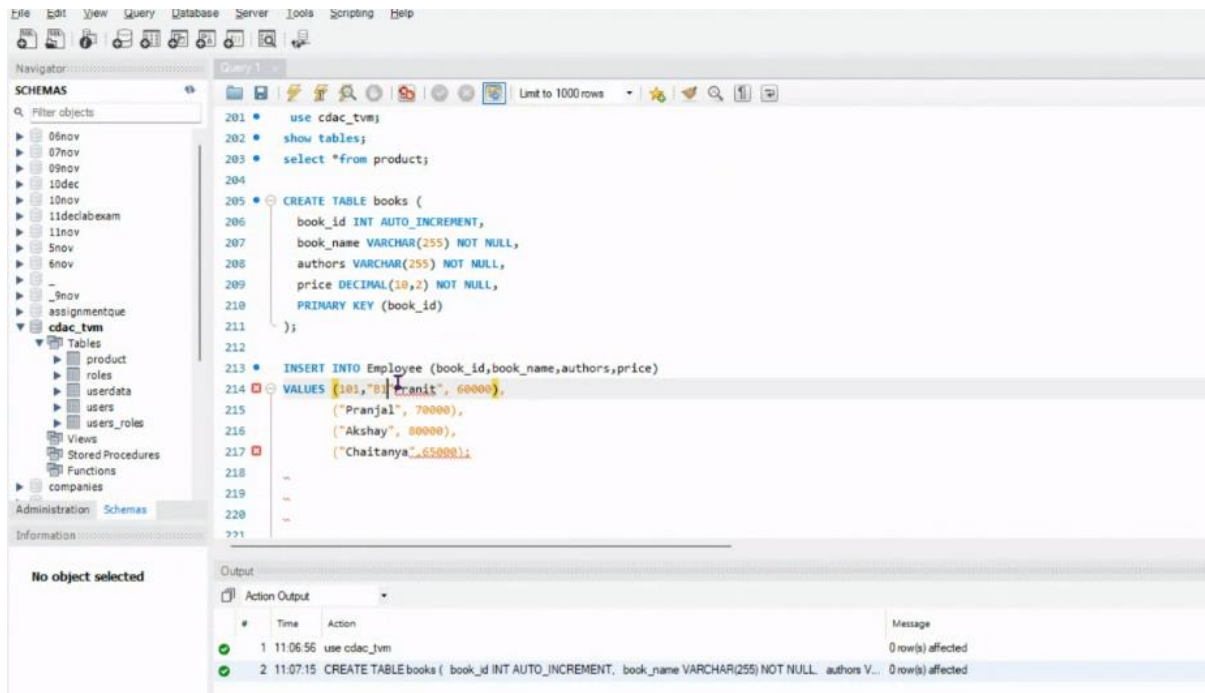 File Edit View Query Database Server Tools Scripting Help
Navigator
Query 1
SCHEMAS
Limit to 1000 rows
Filter objects
06nov
07nov
09nov
10dec
10nov
11declabexam
11nov
5nov
6nov
_
_9nov
assignmentque
cdac_tvm
Tables
product
roles
userdata
users
users_roles
Views
Stored Procedures
Functions
companies
Administration Schemas
Information
No object selected
201 use cdac_tvm;
202 show tables;
203 select *from product;
204
205 CREATE TABLE books (
206 book_id INT AUTO_INCREMENT,
207 book_name VARCHAR(255) NOT NULL,
208 authors VARCHAR(255) NOT NULL,
209 price DECIMAL(10,2) NOT NULL,
210 PRIMARY KEY (book_id)
211 );
212
213 INSERT INTO Employee (book_id,book_name,authors,price)
214 VALUES (101,"B1"Pranit", 60000),
215 ("Pranjal", 70000),
216 ("Akshay", 80000),
217 ("Chaitanya",65000);
218
219
220
221
Output
Action Output
# Time Action Message
1 11:06:56 use cdac_tvm 0 row(s) affected
2 11:07:15 CREATE TABLE books ( book_id INT AUTO_INCREMENT, book_name VARCHAR(255) NOT NULL, authors V... 0 row(s) affected